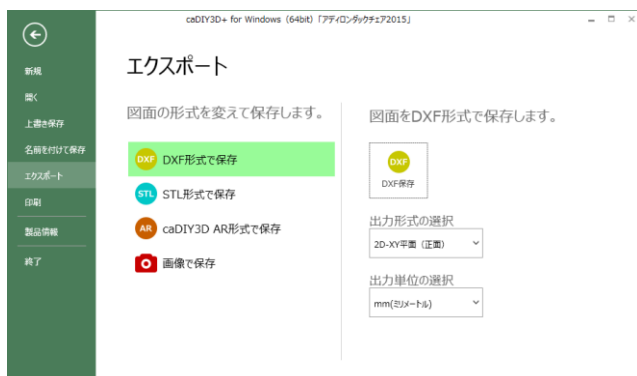 caDIY3D+ for Windows (64bit)「アディロンダックチェア2015」
新規
開く
上書き保存
名前を付けて保存
エクスポート
印刷
製品情報
終了
エクスポート
図面の形式を変えて保存します。
DXF DXF形式で保存
STL STL形式で保存
AR caDIY3D AR形式で保存
画像で保存
図面をDXF形式で保存します。
DXF
DXF保存
出力形式の選択
2D-XY平面（正面）
出力単位の選択
mm(ミリメートル)